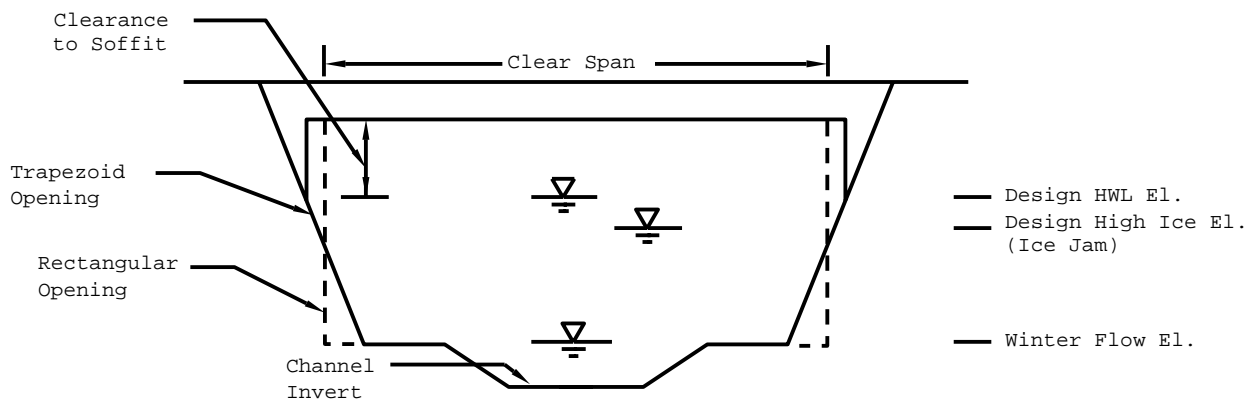 Clearance
to Soffit
Clear Span
Trapezoid
Opening
Design HWL El.
Design High Ice El.
(Ice Jam)
Rectangular
Opening
Winter Flow El.
Channel
Invert